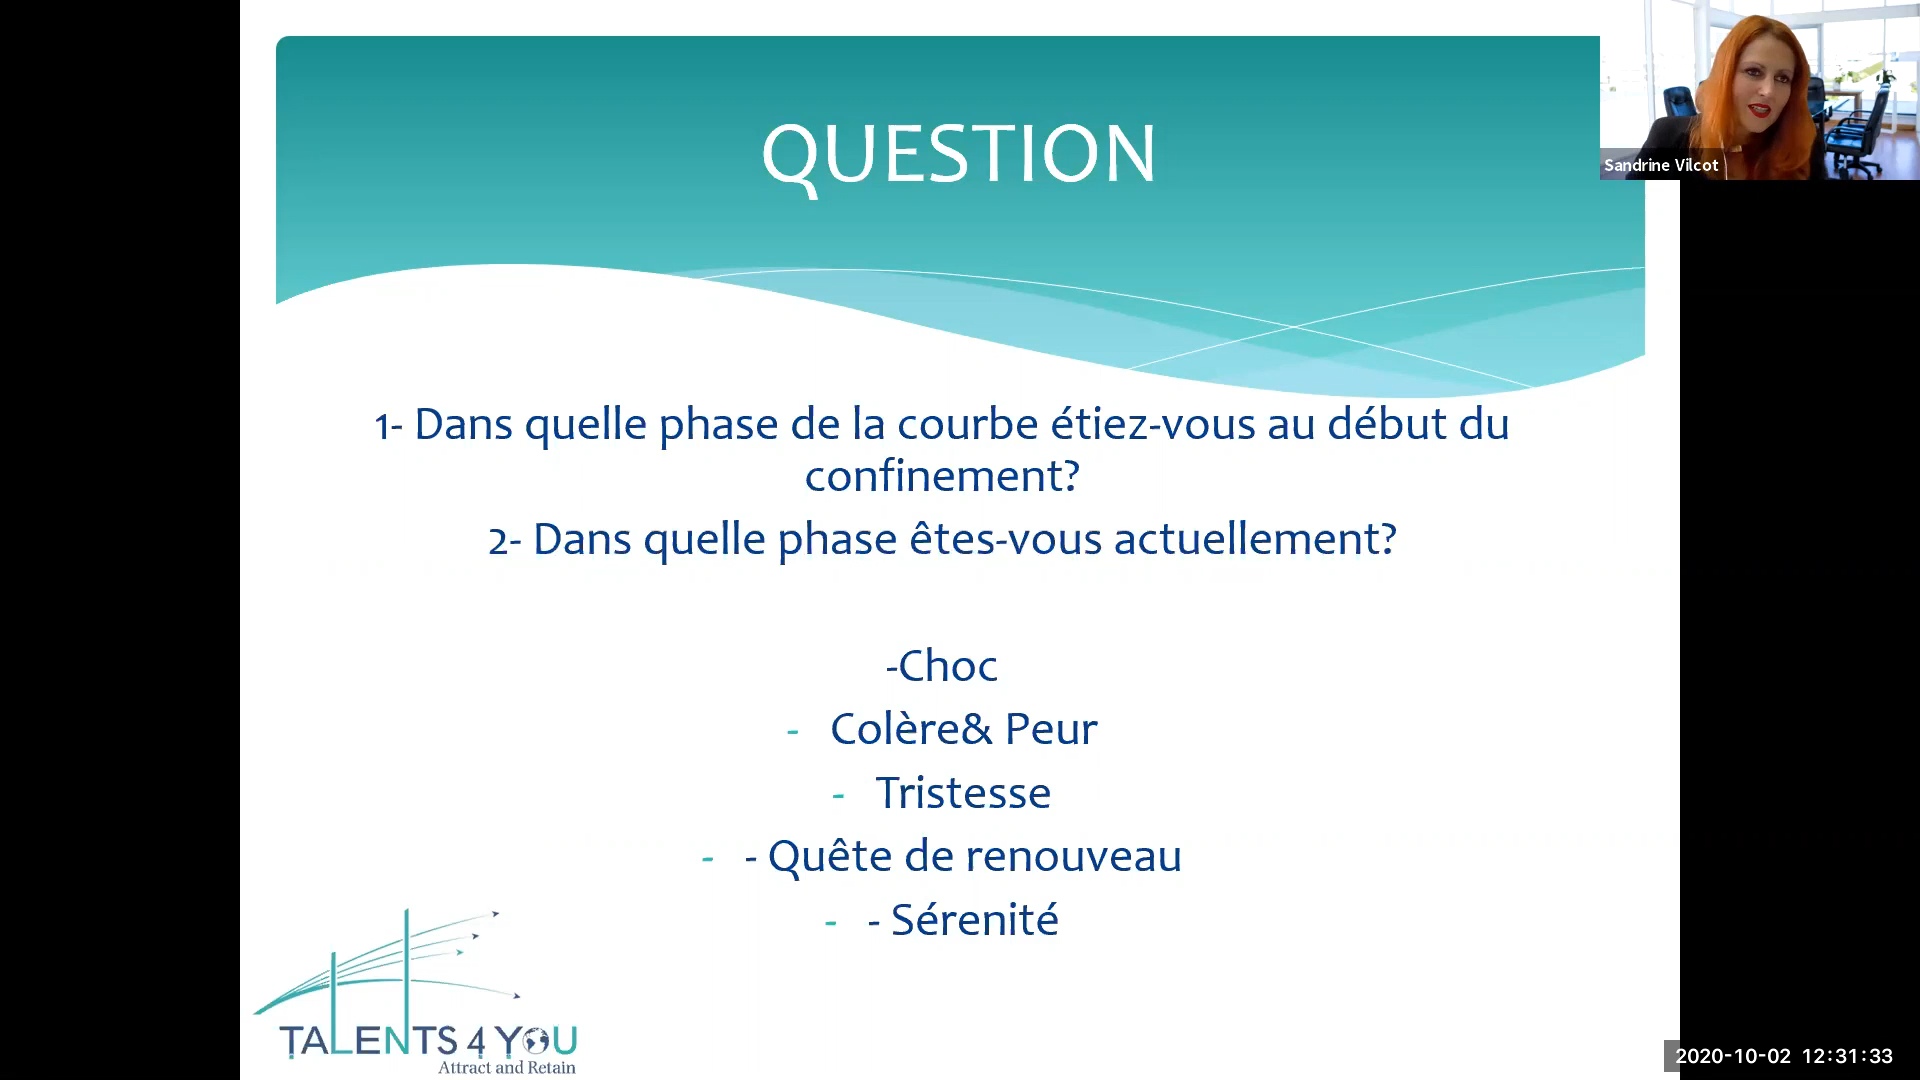 QUESTION
Sandrine Vilcot
1- Dans quelle phase de la courbe étiez-vous au début du
confinement?
2- Dans quelle phase êtes-vous actuellement?
-Choc
- Colère& Peur
- Tristesse
- - Quête de renouveau
- - Sérenité
TALENTS 4 YOU
Attract and Retain
2020-10-02 12:31:33